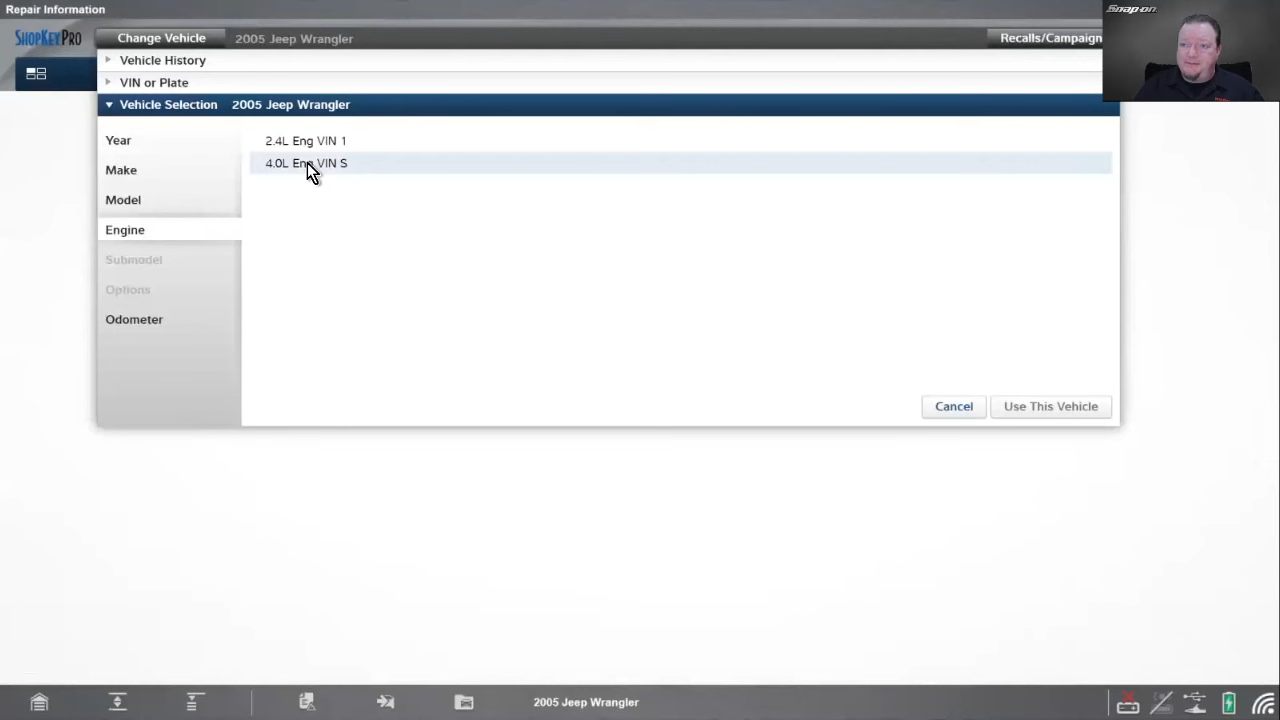 Repair Information
Snap-on
SHOPKEYPRO
Change Vehicle
2005 Jeep Wrangler
Recalls/Campaign
Vehicle History
VIN or Plate
Vehicle Selection 2005 Jeep Wrangler
Year
2.4L Eng VIN 1
4.0L Eng VIN S
Make
Model
Engine
Submodel
Options
Odometer
Cancel
Use This Vehicle
2005 Jeep Wrangler